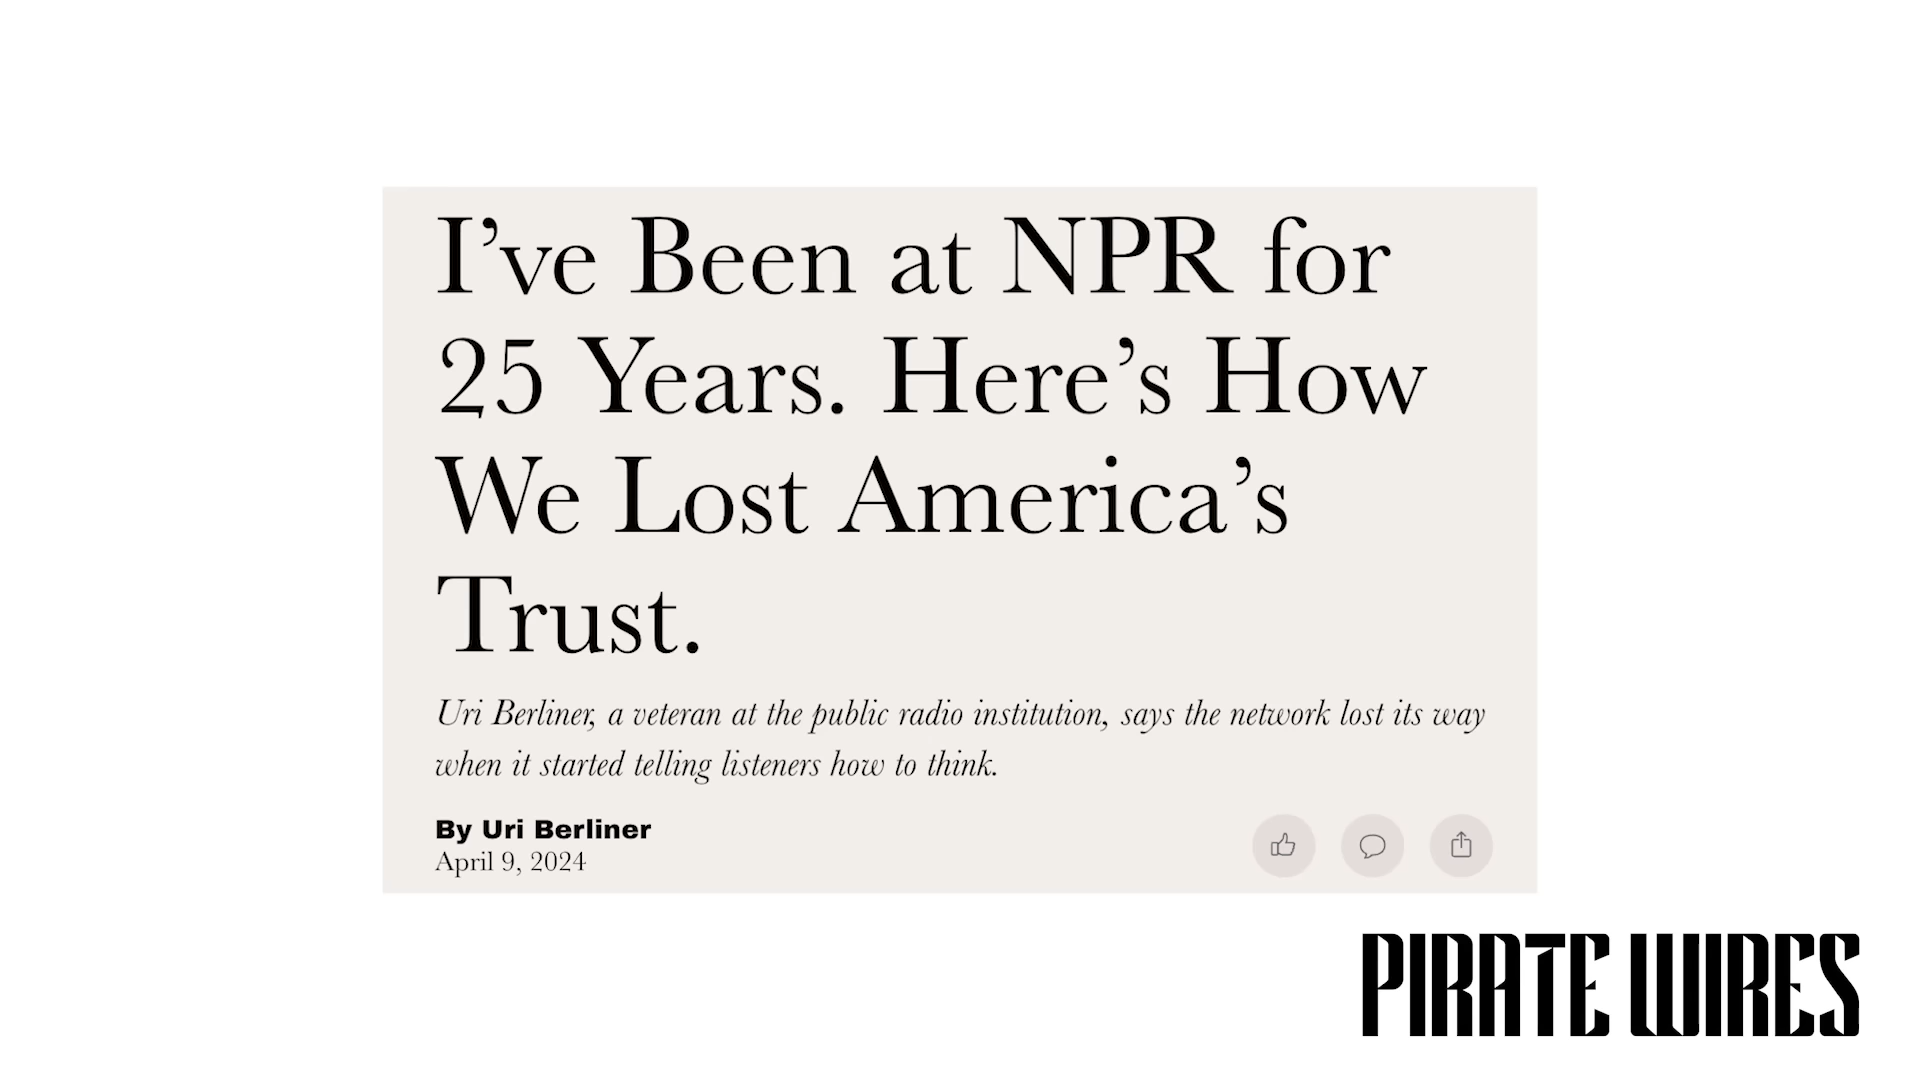 I’ve Been at NPR for
25 Years. Here’s How
We Lost America’s
Trust.
Uri Berliner, a veteran at the public radio institution, says the network lost its way
when it started telling listeners how to think.
By Uri Berliner
April 9, 2024
PIRATE WIRES